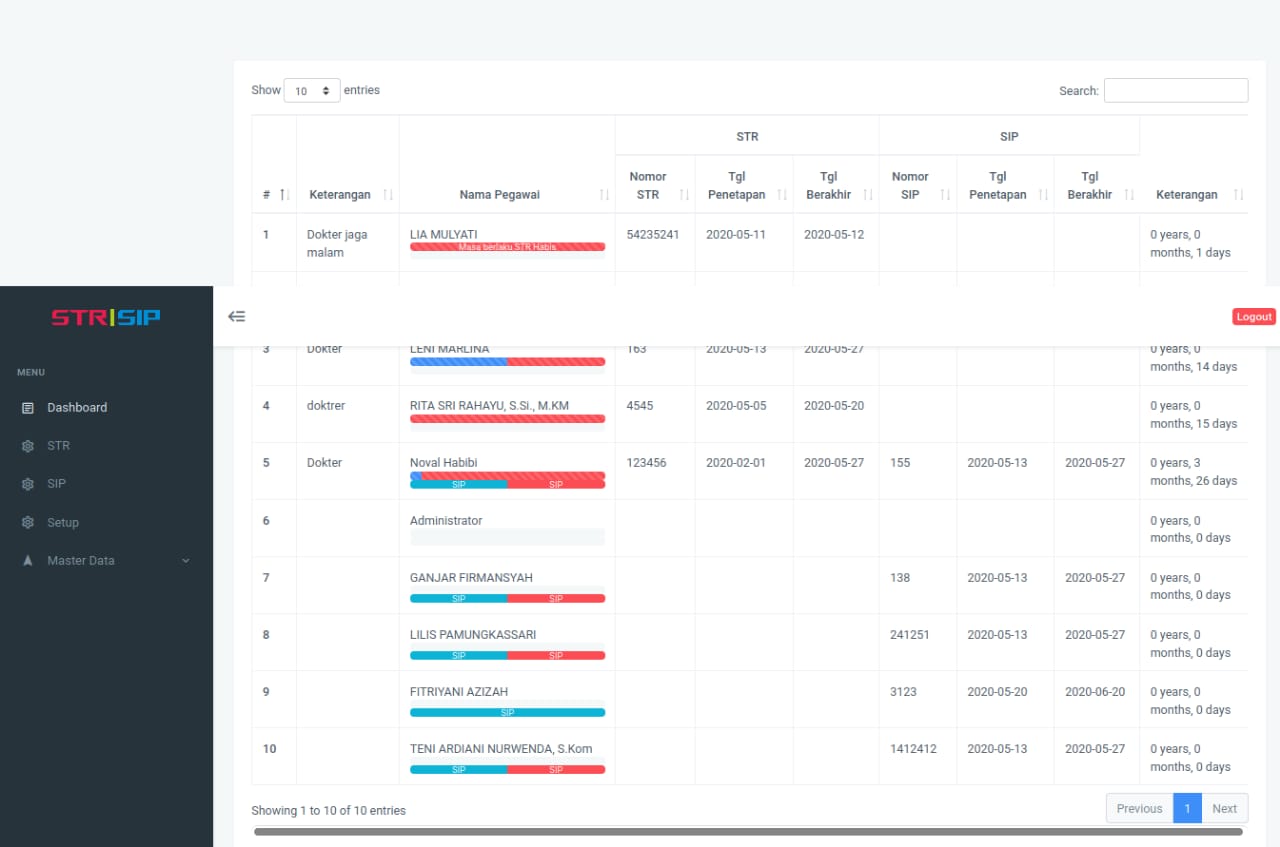 Show 10 entries
Search:
STR
SIP
# Keterangan Nama Pegawai
Nomor STR
Tgl Penetapan
Tgl Berakhir
Nomor SIP
Tgl Penetapan
Tgl Berakhir
Keterangan
1 Dokter jaga malam LIA MULYATI 54235241 2020-05-11 2020-05-12 0 years, 0 months, 1 days
Masa berlaku STR Habis
STR|SIP
Logout
MENU
Dashboard
STR
SIP
Setup
Master Data
3 Dokter LENI MARLINA 163 2020-05-13 2020-05-27 0 years, 0 months, 14 days
4 doktrer RITA SRI RAHAYU, S.Si., M.KM 4545 2020-05-05 2020-05-20 0 years, 0 months, 15 days
5 Dokter Noval Habibi 123456 2020-02-01 2020-05-27 155 2020-05-13 2020-05-27 0 years, 3 months, 26 days
SIP SIP
6 Administrator 0 years, 0 months, 0 days
7 GANJAR FIRMANSYAH 138 2020-05-13 2020-05-27 0 years, 0 months, 0 days
SIP SIP
8 LILIS PAMUNGKASSARI 241251 2020-05-13 2020-05-27 0 years, 0 months, 0 days
SIP SIP
9 FITRIYANI AZIZAH 3123 2020-05-20 2020-06-20 0 years, 0 months, 0 days
SIP
10 TENI ARDIANI NURWENDA, S.Kom 1412412 2020-05-13 2020-05-27 0 years, 0 months, 0 days
SIP SIP
Showing 1 to 10 of 10 entries
Previous 1 Next